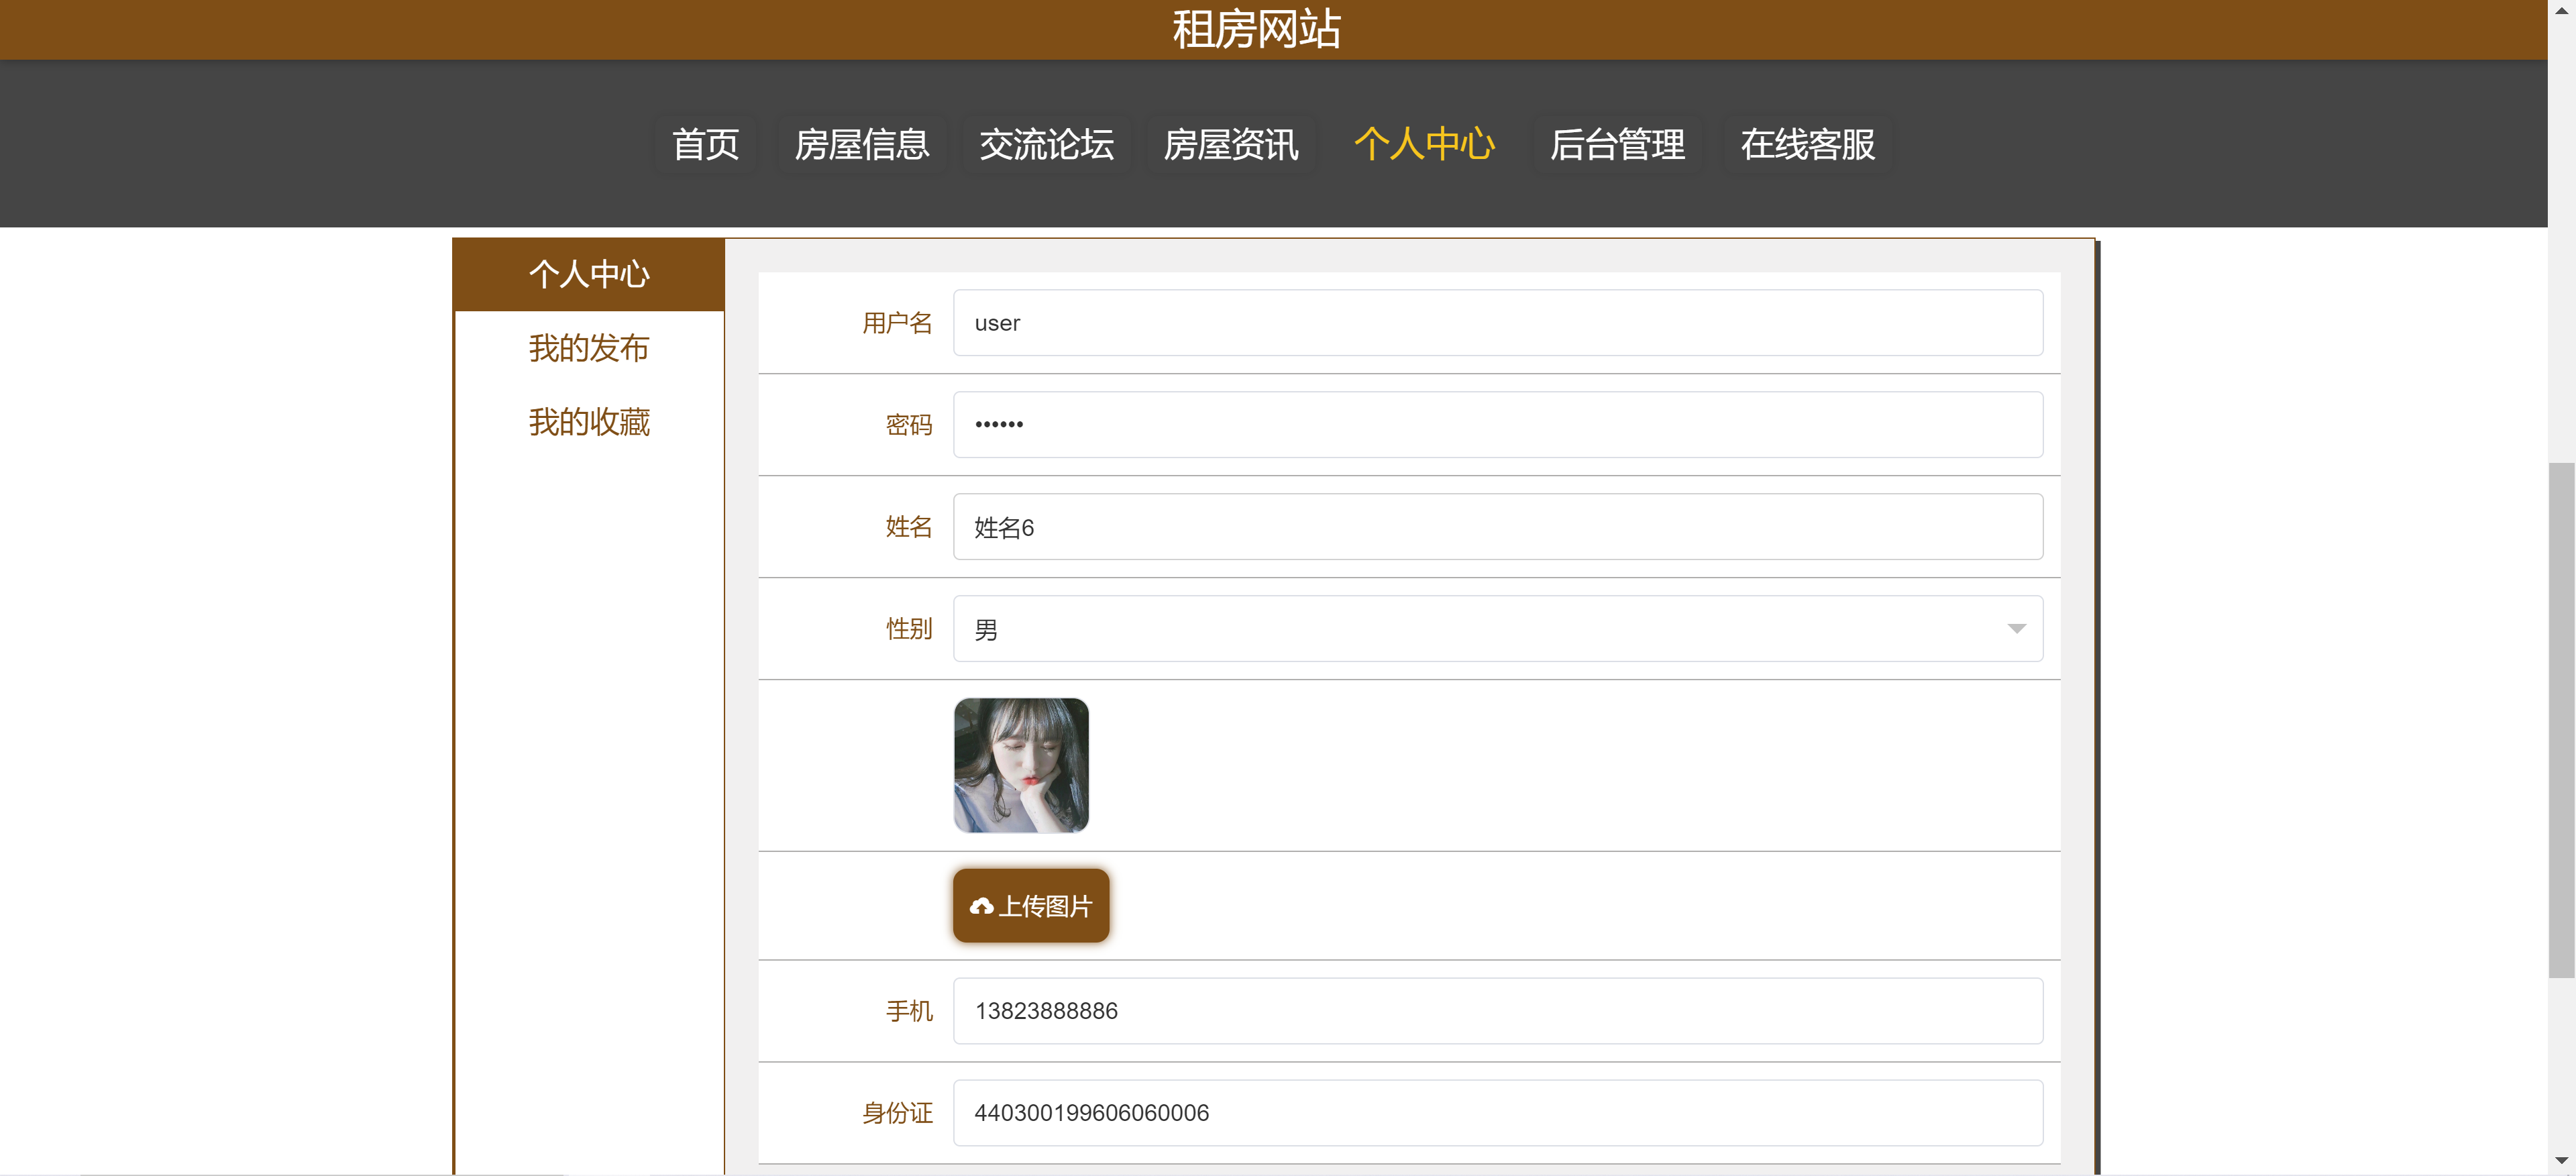 租房网站
首页 房屋信息 交流论坛 房屋资讯 个人中心 后台管理 在线客服
个人中心
我的发布
我的收藏
用户名 user
密码 ••••••
姓名 姓名6
性别 男
上传图片
手机 13823888886
身份证 440300199606060006